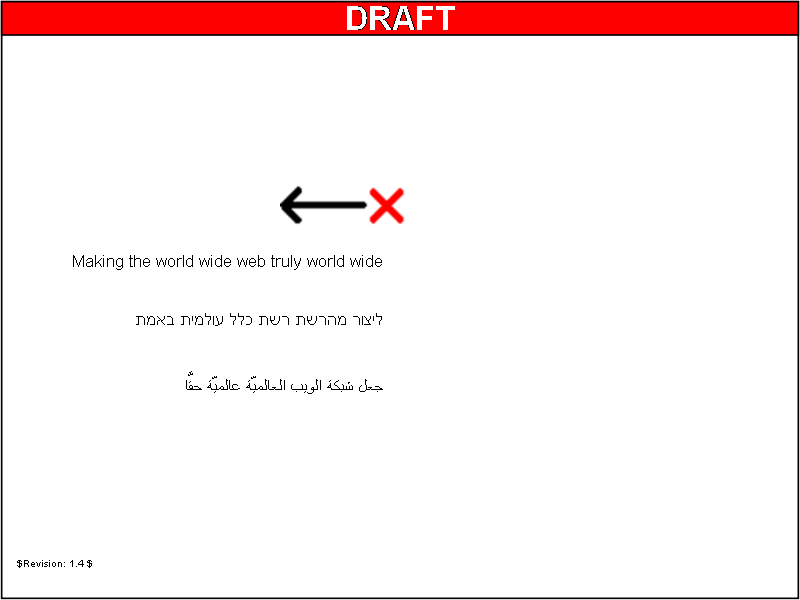 DRAFT
Making the world wide web truly world wide
ליצור מהרשת רשת כלל עולמית באמת
جعل شبكة الويب العالميّة عالميّة حقًّا
$Revision: 1.4 $